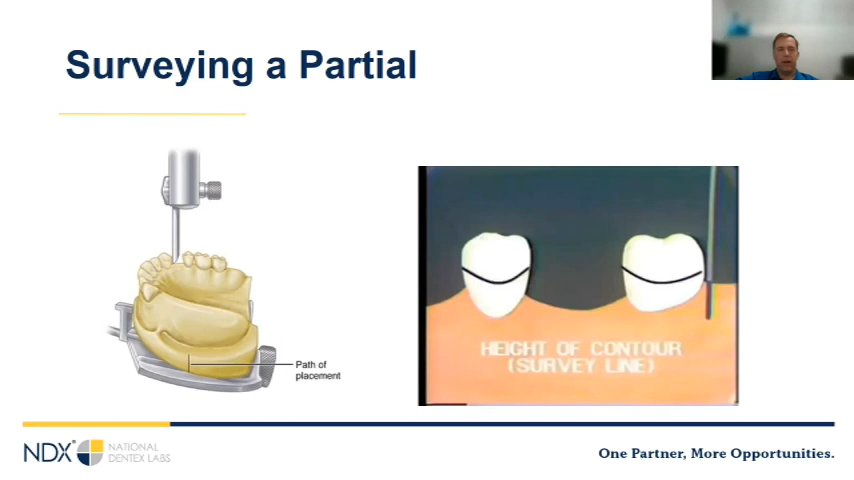 Surveying a Partial
Path of
placement
HEIGHT OF CONTOUR
(SURVEY LINE)
NDX®
NATIONAL
DENTEX LABS
One Partner, More Opportunities.